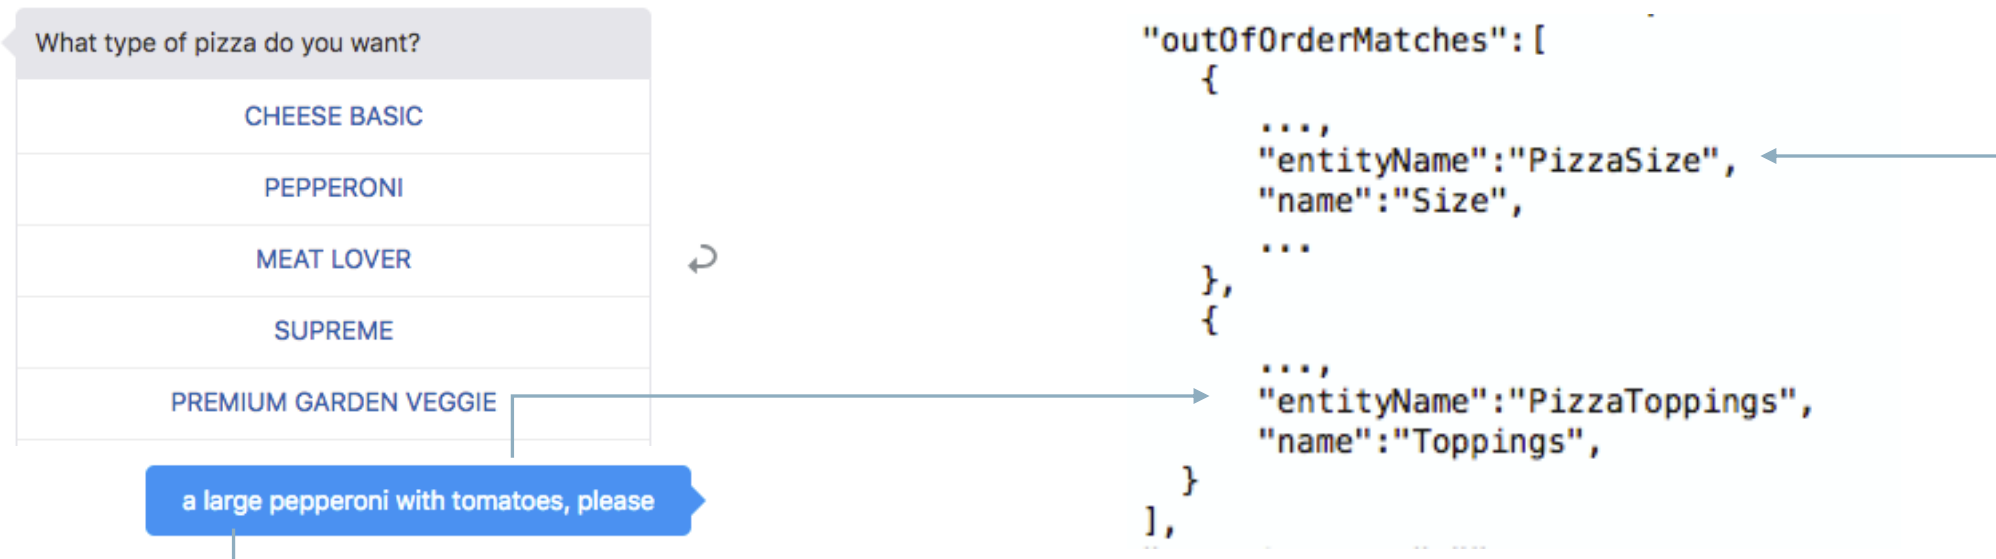 What type of pizza do you want?
CHEESE BASIC
PEPPERONI
MEAT LOVER
SUPREME
PREMIUM GARDEN VEGGIE
a large pepperoni with tomatoes, please
"outOfOrderMatches":[
{
...,
"entityName":"PizzaSize",
"name":"Size",
...
},
{
...,
"entityName":"PizzaToppings",
"name":"Toppings",
}
],